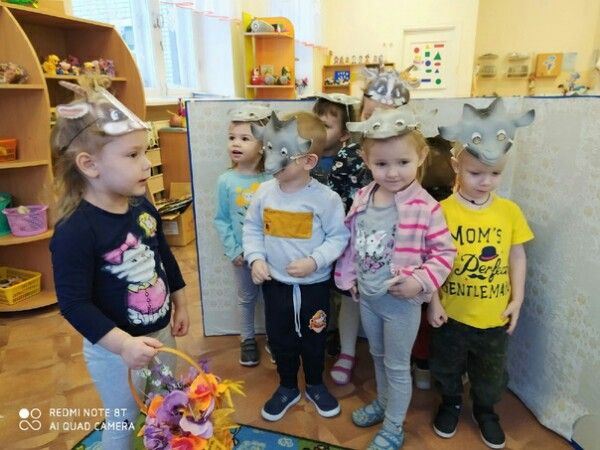 MOM'S
Perfect
GENTLEMAN
REDMI NOTE 8T
AI QUAD CAMERA